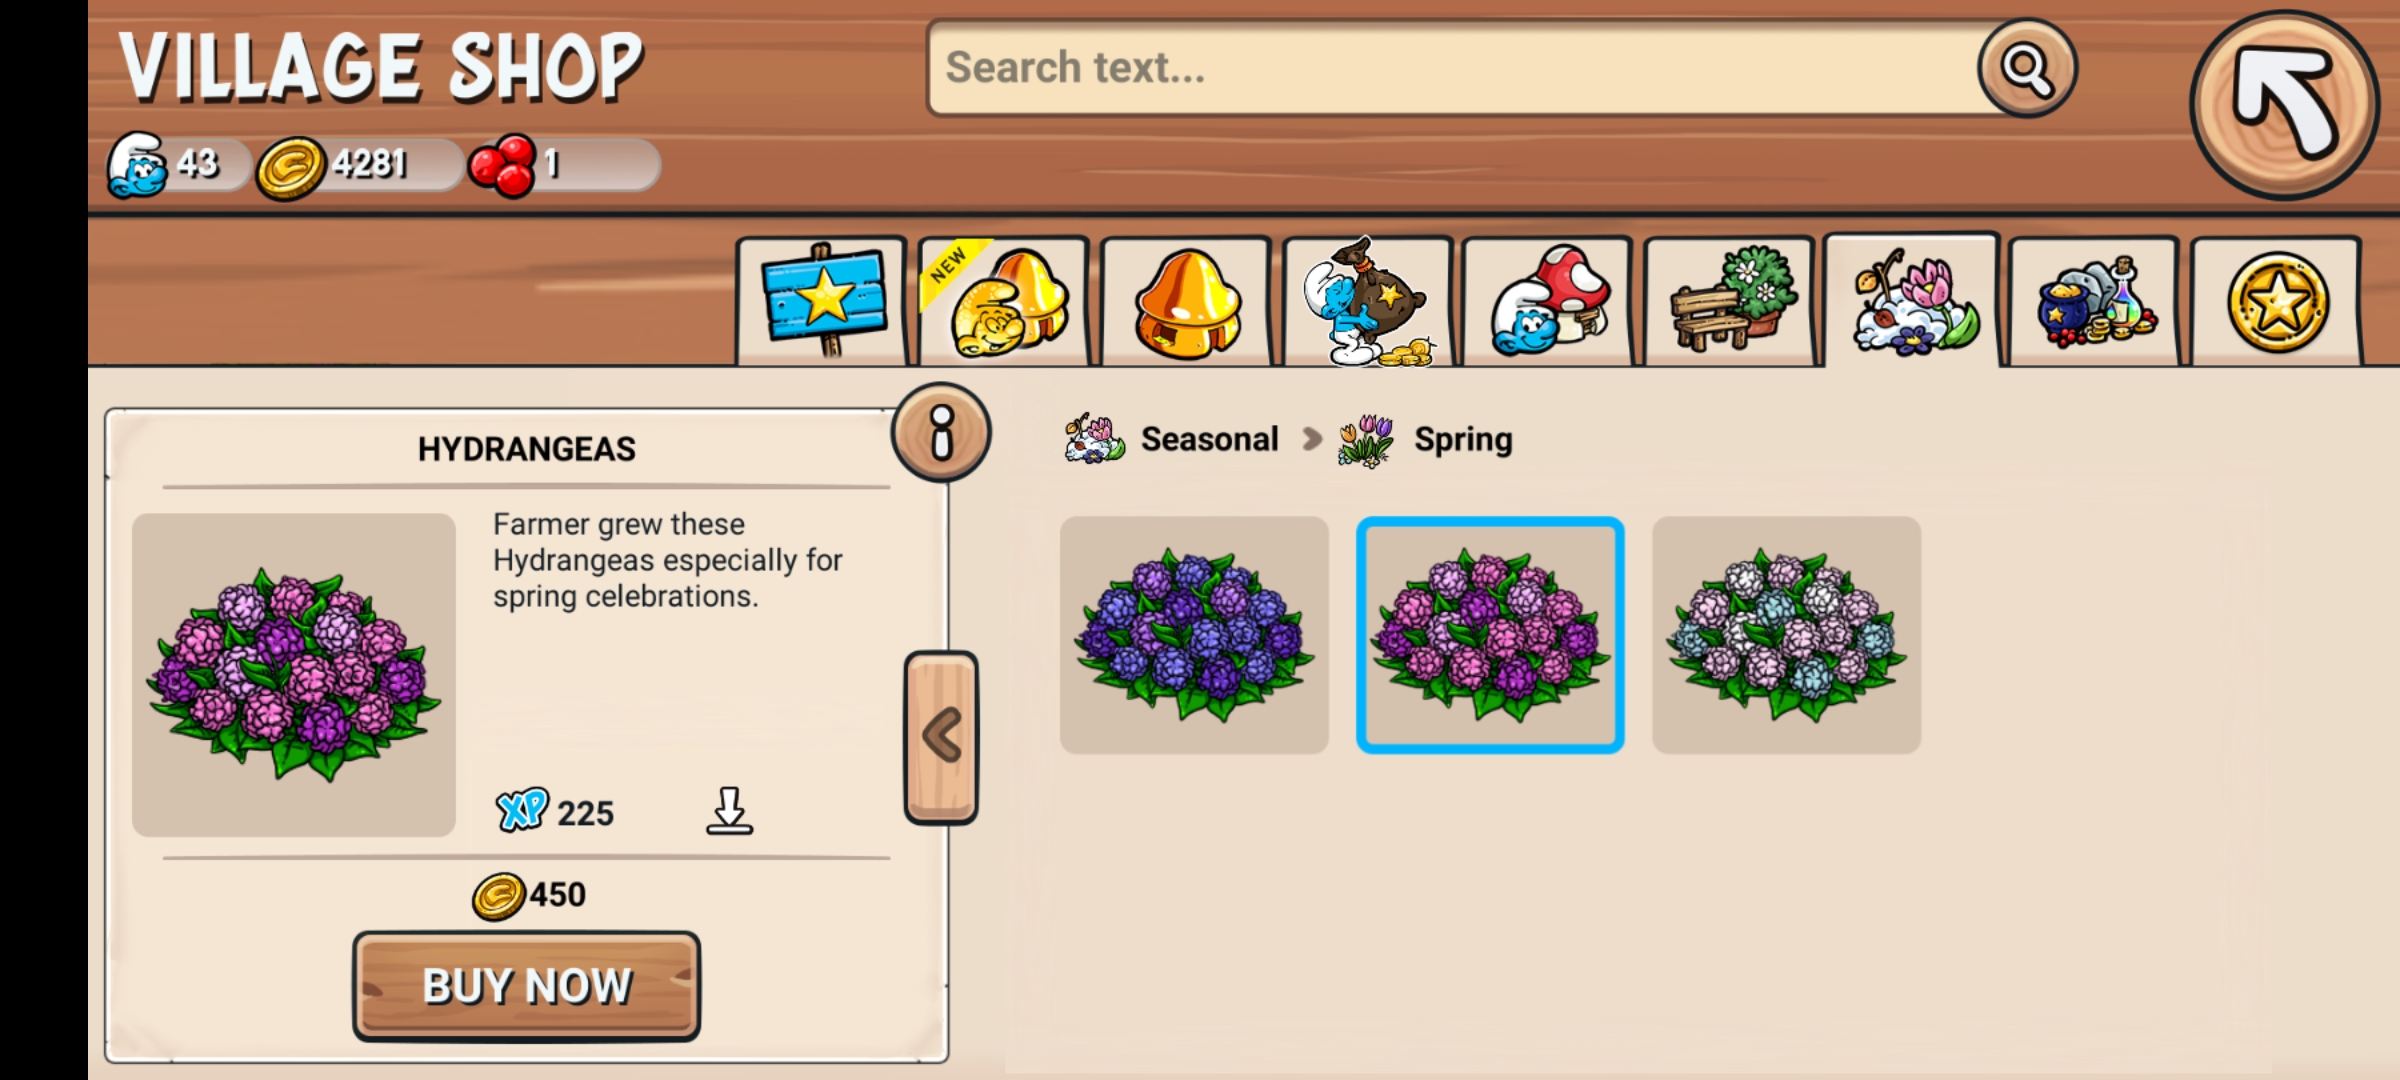 VILLAGE SHOP
Search text...
43
4281
1
NEW
HYDRANGEAS
Farmer grew these
Hydrangeas especially for
spring celebrations.
XP 225
450
BUY NOW
Seasonal
Spring